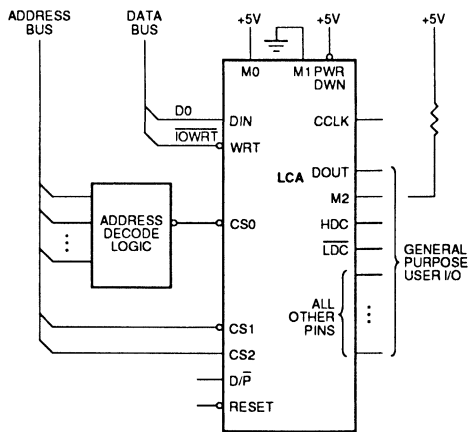 ADDRESS
BUS
DATA
BUS
+5V
+5V
+5V
M0
M1
PWR
DWN
D0
DIN
IOWRT
WRT
CCLK
LCA
DOUT
M2
HDC
LDC
ADDRESS
DECODE
LOGIC
CS0
GENERAL
PURPOSE
USER I/O
ALL
OTHER
PINS
CS1
CS2
D/P
RESET